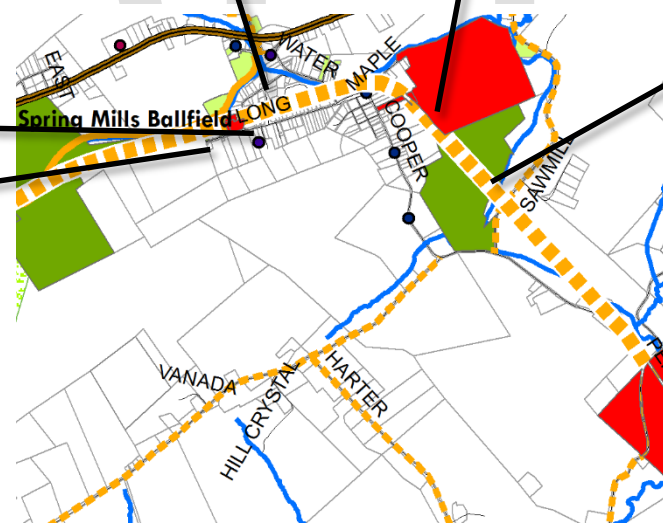 EAST
WATER
MAPLE
Spring Mills Ballfield
LONG
COOPER
SAWMILL
VANADA
HILL CRYSTAL
HARTER